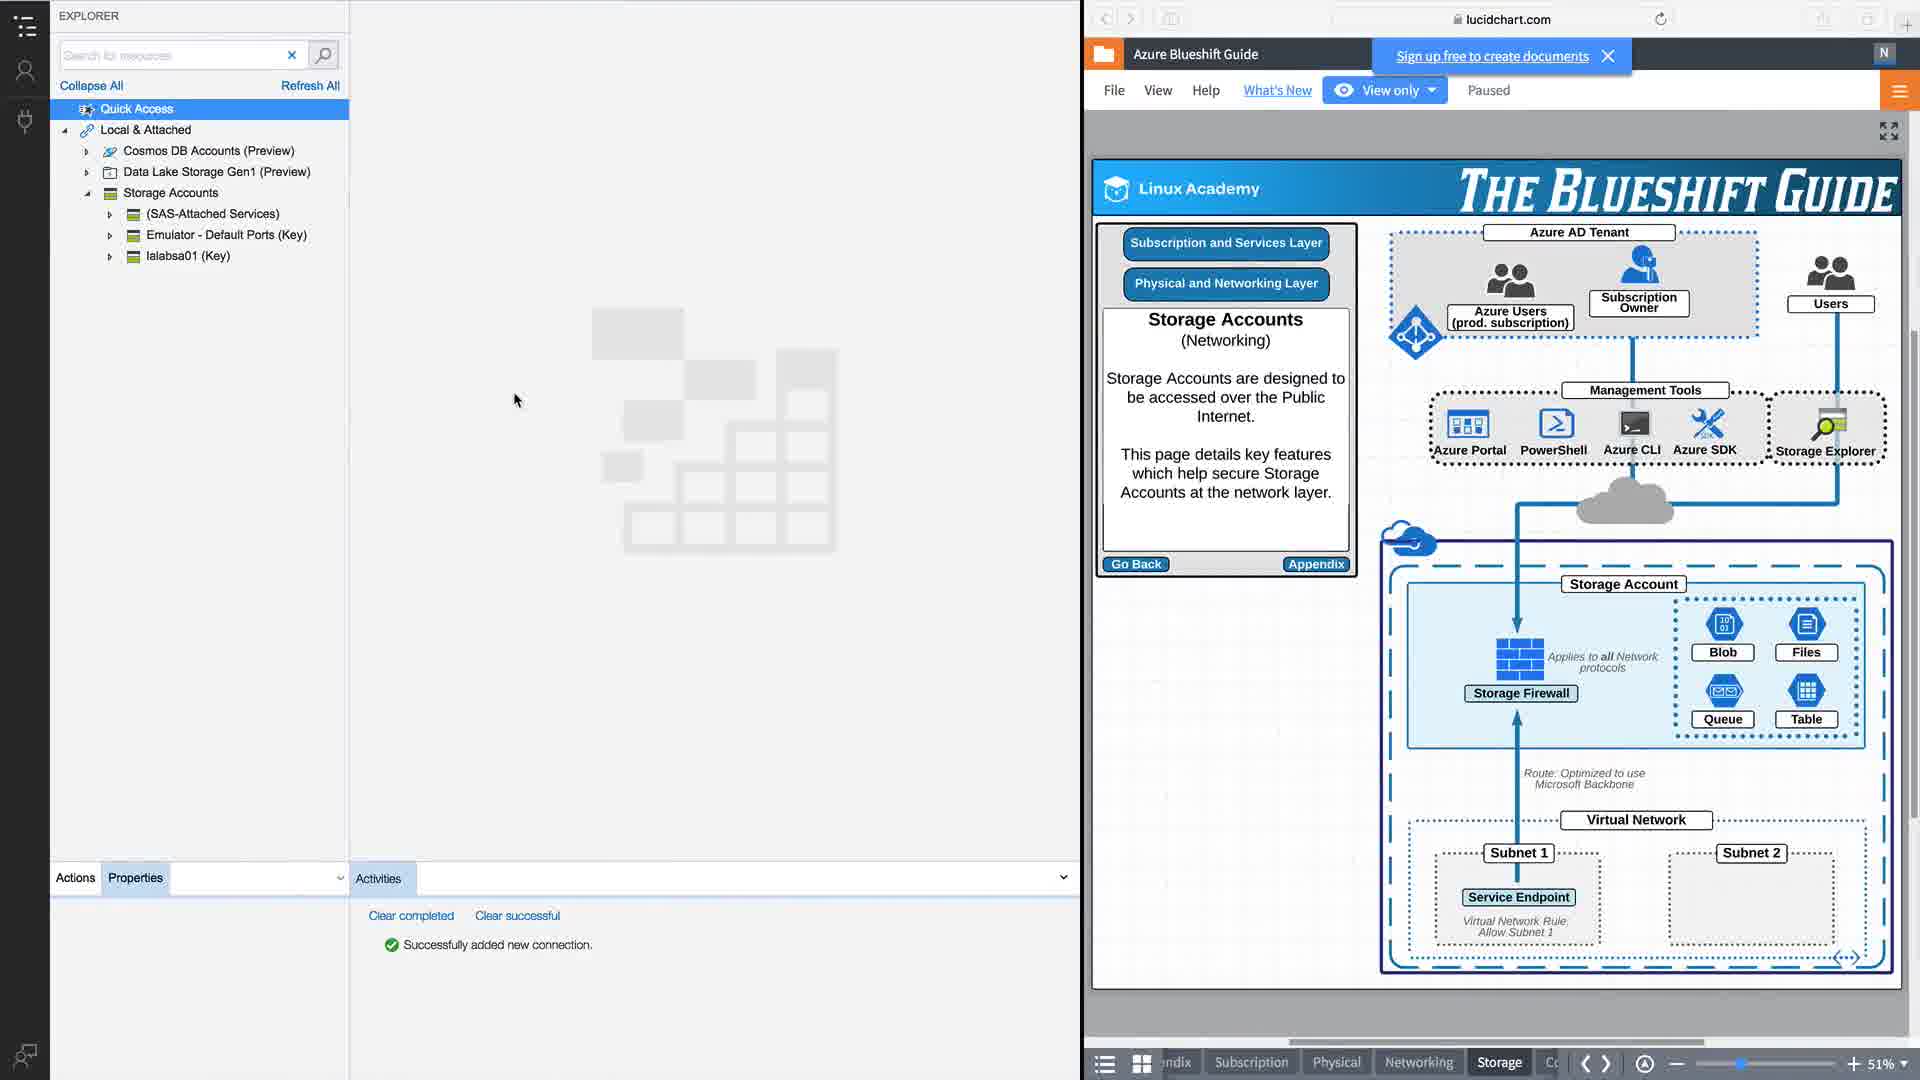 EXPLORER
Search for resources
Collapse All
Refresh All
Quick Access
Local & Attached
Cosmos DB Accounts (Preview)
Data Lake Storage Gen1 (Preview)
Storage Accounts
(SAS-Attached Services)
Emulator - Default Ports (Key)
lalabsa01 (Key)
Actions
Properties
Activities
Clear completed
Clear successful
Successfully added new connection.
lucidchart.com
Azure Blueshift Guide
Sign up free to create documents
N
File
View
Help
What's New
View only
Paused
Linux Academy
THE BLUESHIFT GUIDE
Subscription and Services Layer
Physical and Networking Layer
Storage Accounts
(Networking)
Storage Accounts are designed to
be accessed over the Public
Internet.
This page details key features
which help secure Storage
Accounts at the network layer.
Go Back
Appendix
Azure AD Tenant
Azure Users
(prod. subscription)
Subscription
Owner
Users
Management Tools
Azure Portal
PowerShell
Azure CLI
SDK
Azure SDK
Storage Explorer
Storage Account
Storage Firewall
Applies to all Network
protocols
10
01
Blob
Files
Queue
Table
Route: Optimized to use
Microsoft Backbone
Virtual Network
Subnet 1
Service Endpoint
Virtual Network Rule:
Allow Subnet 1
Subnet 2
ndix
Subscription
Physical
Networking
Storage
Co
51%